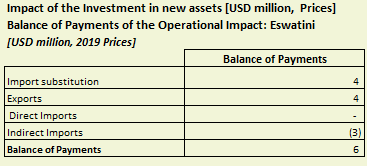 Impact of the Investment in new assets [USD million, Prices]
Balance of Payments of the Operational Impact: Eswatini
[USD million, 2019 Prices]
Balance of Payments
Import substitution 4
Exports 4
Direct Imports -
Indirect Imports (3)
Balance of Payments 6